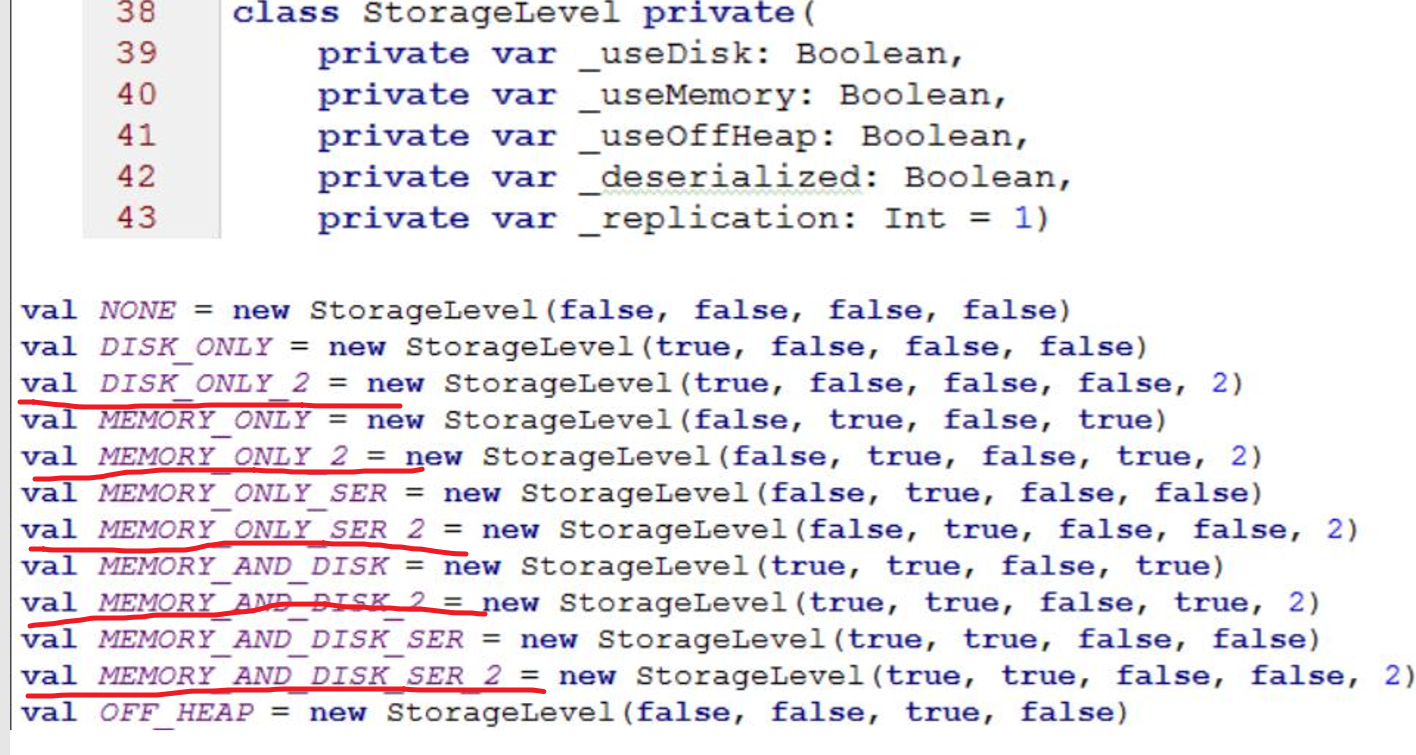 38 class StorageLevel private(
39 private var _useDisk: Boolean,
40 private var _useMemory: Boolean,
41 private var _useOffHeap: Boolean,
42 private var _deserialized: Boolean,
43 private var _replication: Int = 1)
val NONE = new StorageLevel(false, false, false, false)
val DISK_ONLY = new StorageLevel(true, false, false, false)
val DISK_ONLY_2 = new StorageLevel(true, false, false, false, 2)
val MEMORY_ONLY = new StorageLevel(false, true, false, true)
val MEMORY_ONLY_2 = new StorageLevel(false, true, false, true, 2)
val MEMORY_ONLY_SER = new StorageLevel(false, true, false, false)
val MEMORY_ONLY_SER_2 = new StorageLevel(false, true, false, false, 2)
val MEMORY_AND_DISK = new StorageLevel(true, true, false, true)
val MEMORY_AND_DISK_2 = new StorageLevel(true, true, false, true, 2)
val MEMORY_AND_DISK_SER = new StorageLevel(true, true, false, false)
val MEMORY_AND_DISK_SER_2 = new StorageLevel(true, true, false, false, 2)
val OFF_HEAP = new StorageLevel(false, false, true, false)